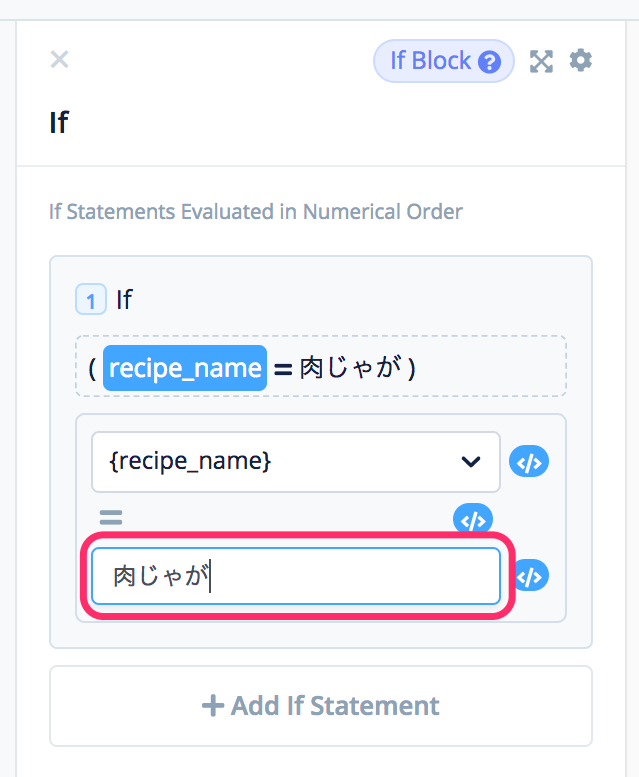 If Block ?
If
If Statements Evaluated in Numerical Order
1 If
( recipe_name = 肉じゃが )
{recipe_name}
=
肉じゃが
+ Add If Statement